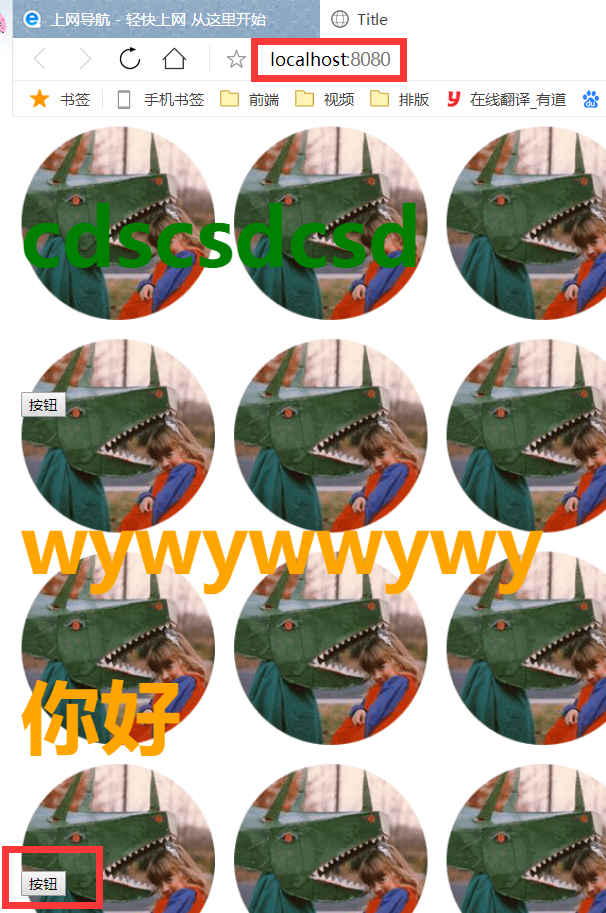 上网导航 - 轻快上网 从这里开始
Title
localhost:8080
书签 手机书签 前端 视频 排版 在线翻译_有道
cdscsdcsd
按钮
wywywwywy
你好
按钮